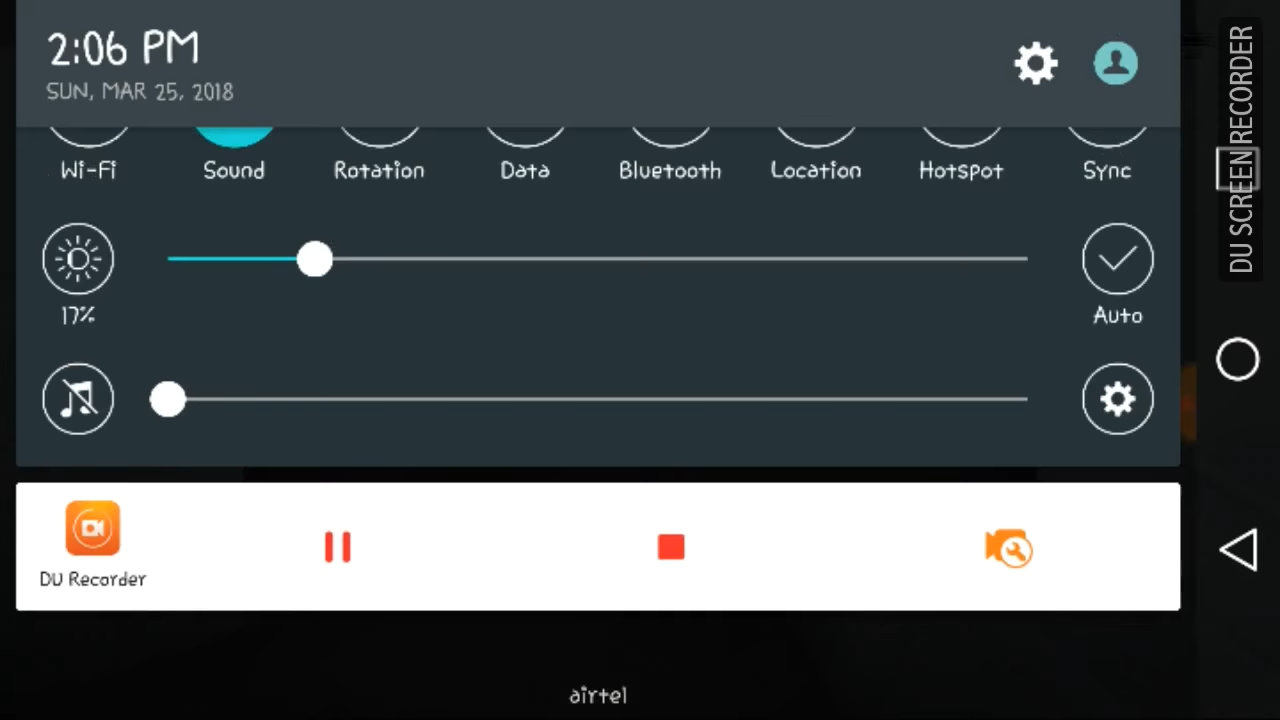 2:06 PM
SUN, MAR 25, 2018
Wi-Fi
Sound
Rotation
Data
Bluetooth
Location
Hotspot
Sync
17%
Auto
DU Recorder
airtel
DU SCREEN RECORDER